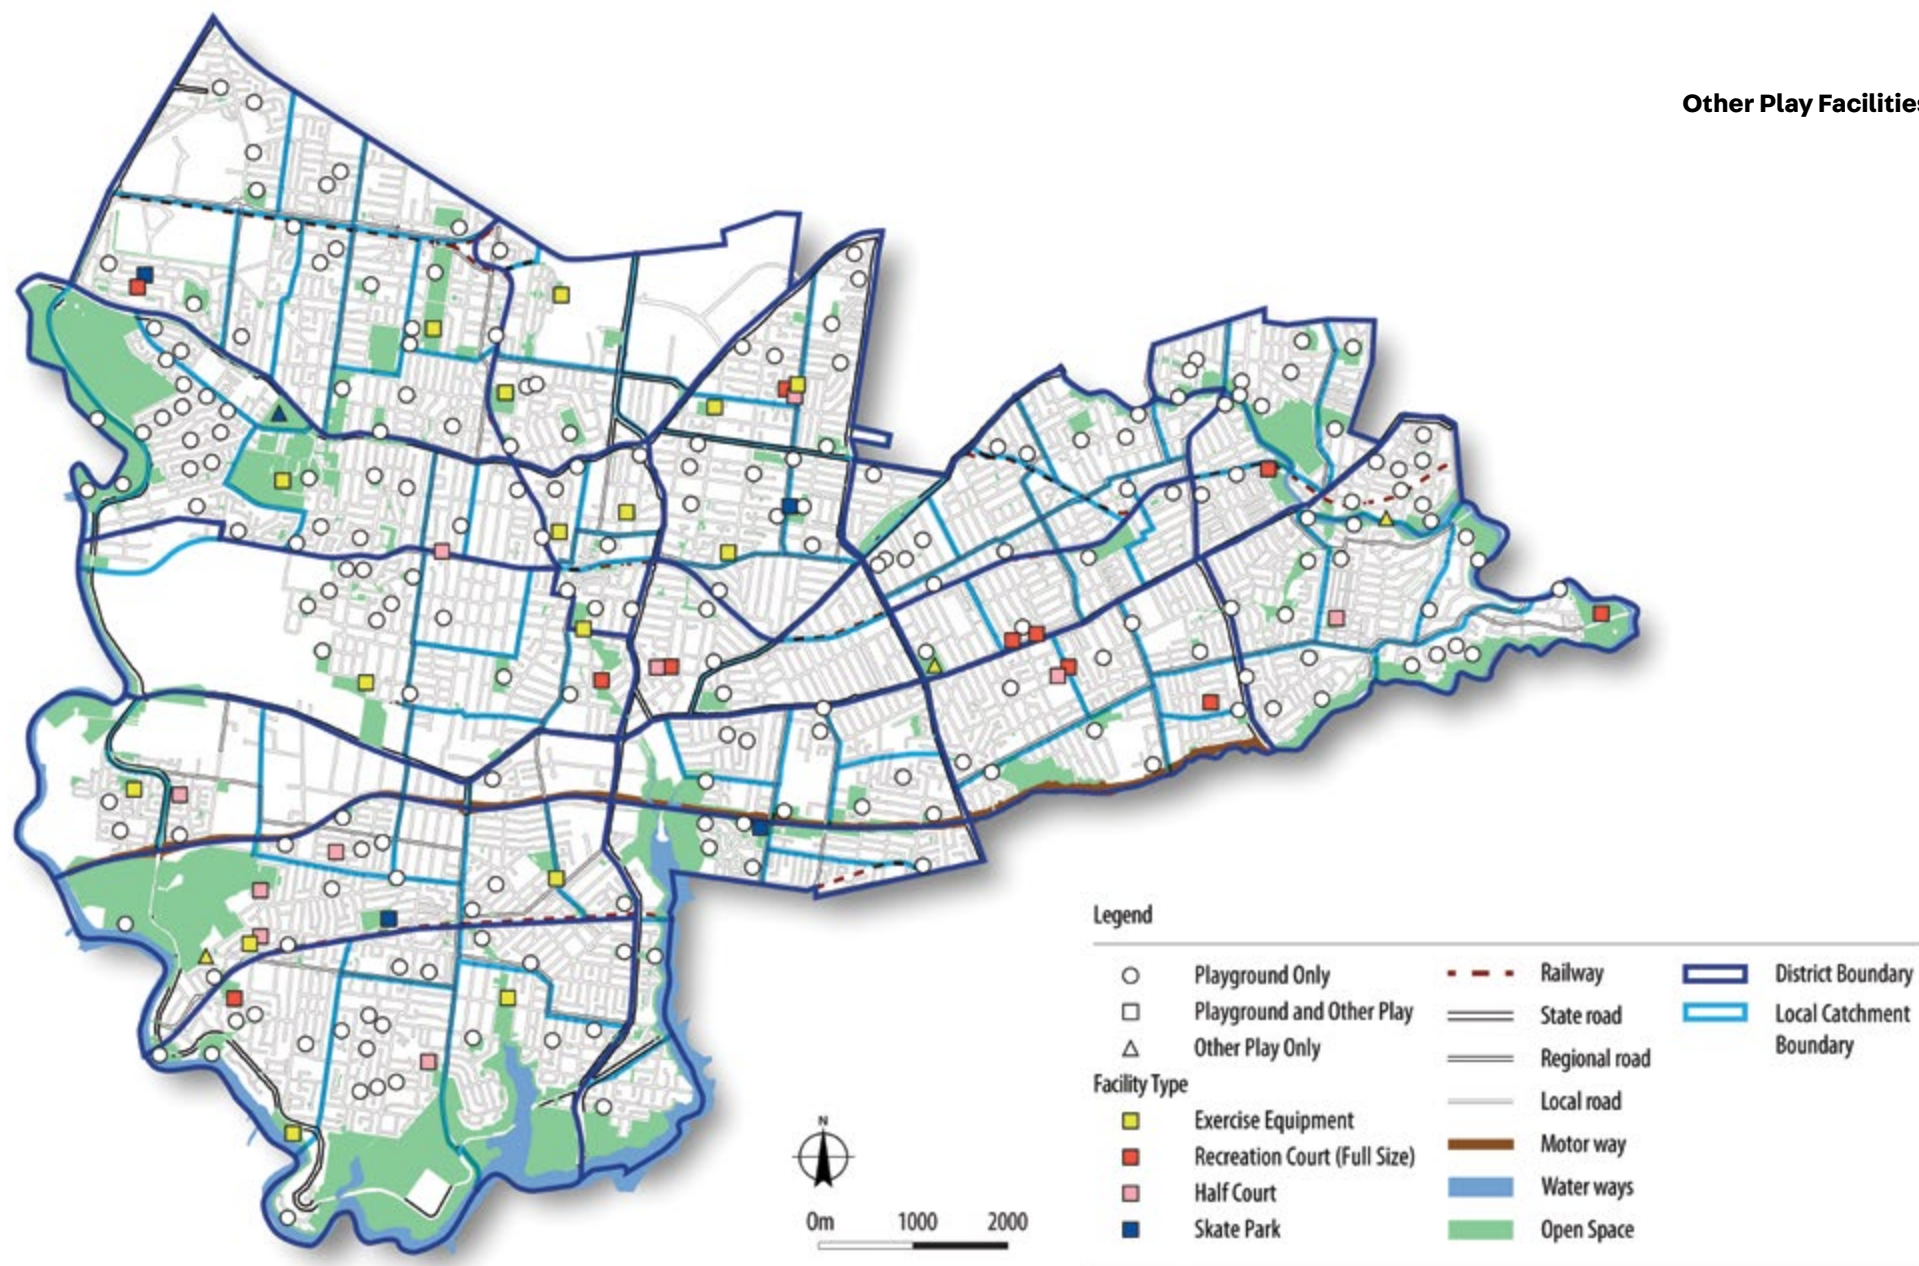 Other Play Facilities
Legend
Playground Only
Playground and Other Play
Other Play Only
Facility Type
Exercise Equipment
Recreation Court (Full Size)
Half Court
Skate Park
Railway
State road
Regional road
Local road
Motor way
Water ways
Open Space
District Boundary
Local Catchment
Boundary
N
0m 1000 2000